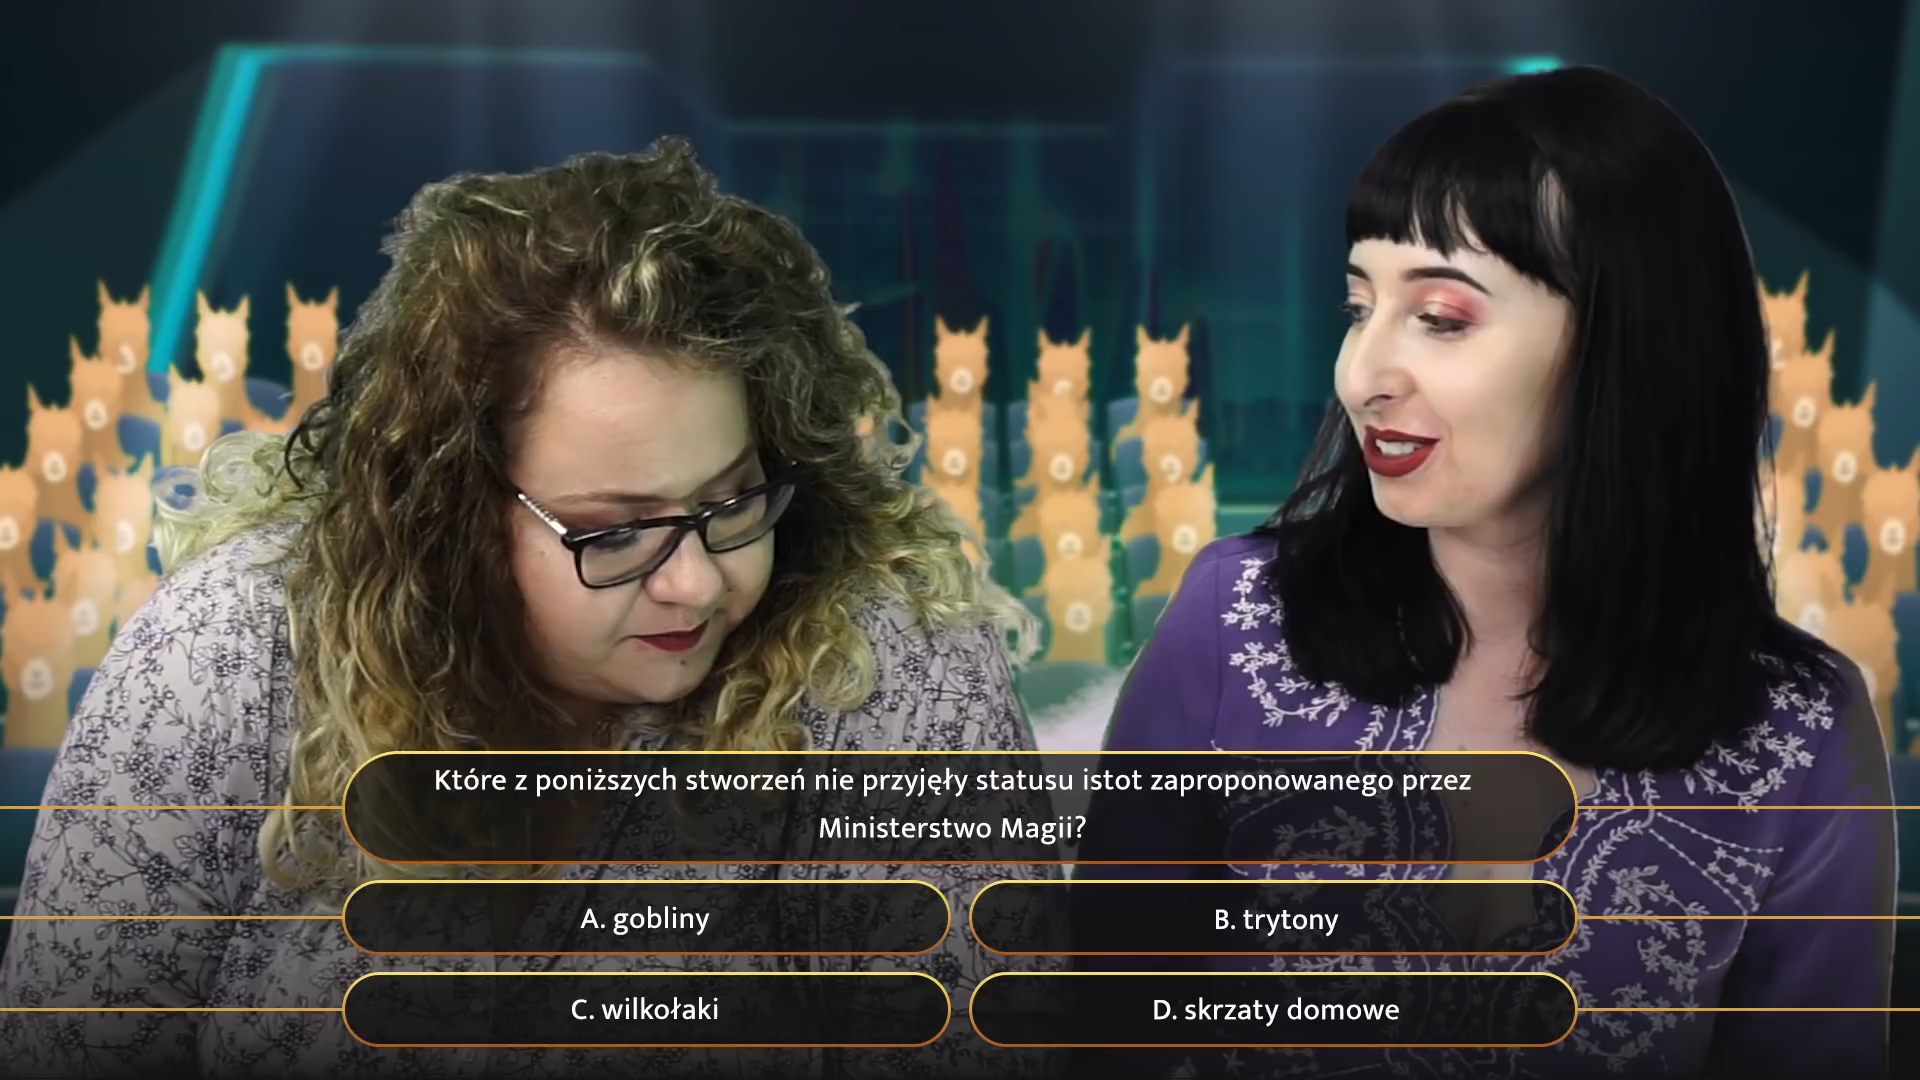 Które z poniższych stworzeń nie przyjęły statusu istot zaproponowanego przez
Ministerstwo Magii?
A. gobliny
B. trytony
C. wilkołaki
D. skrzaty domowe